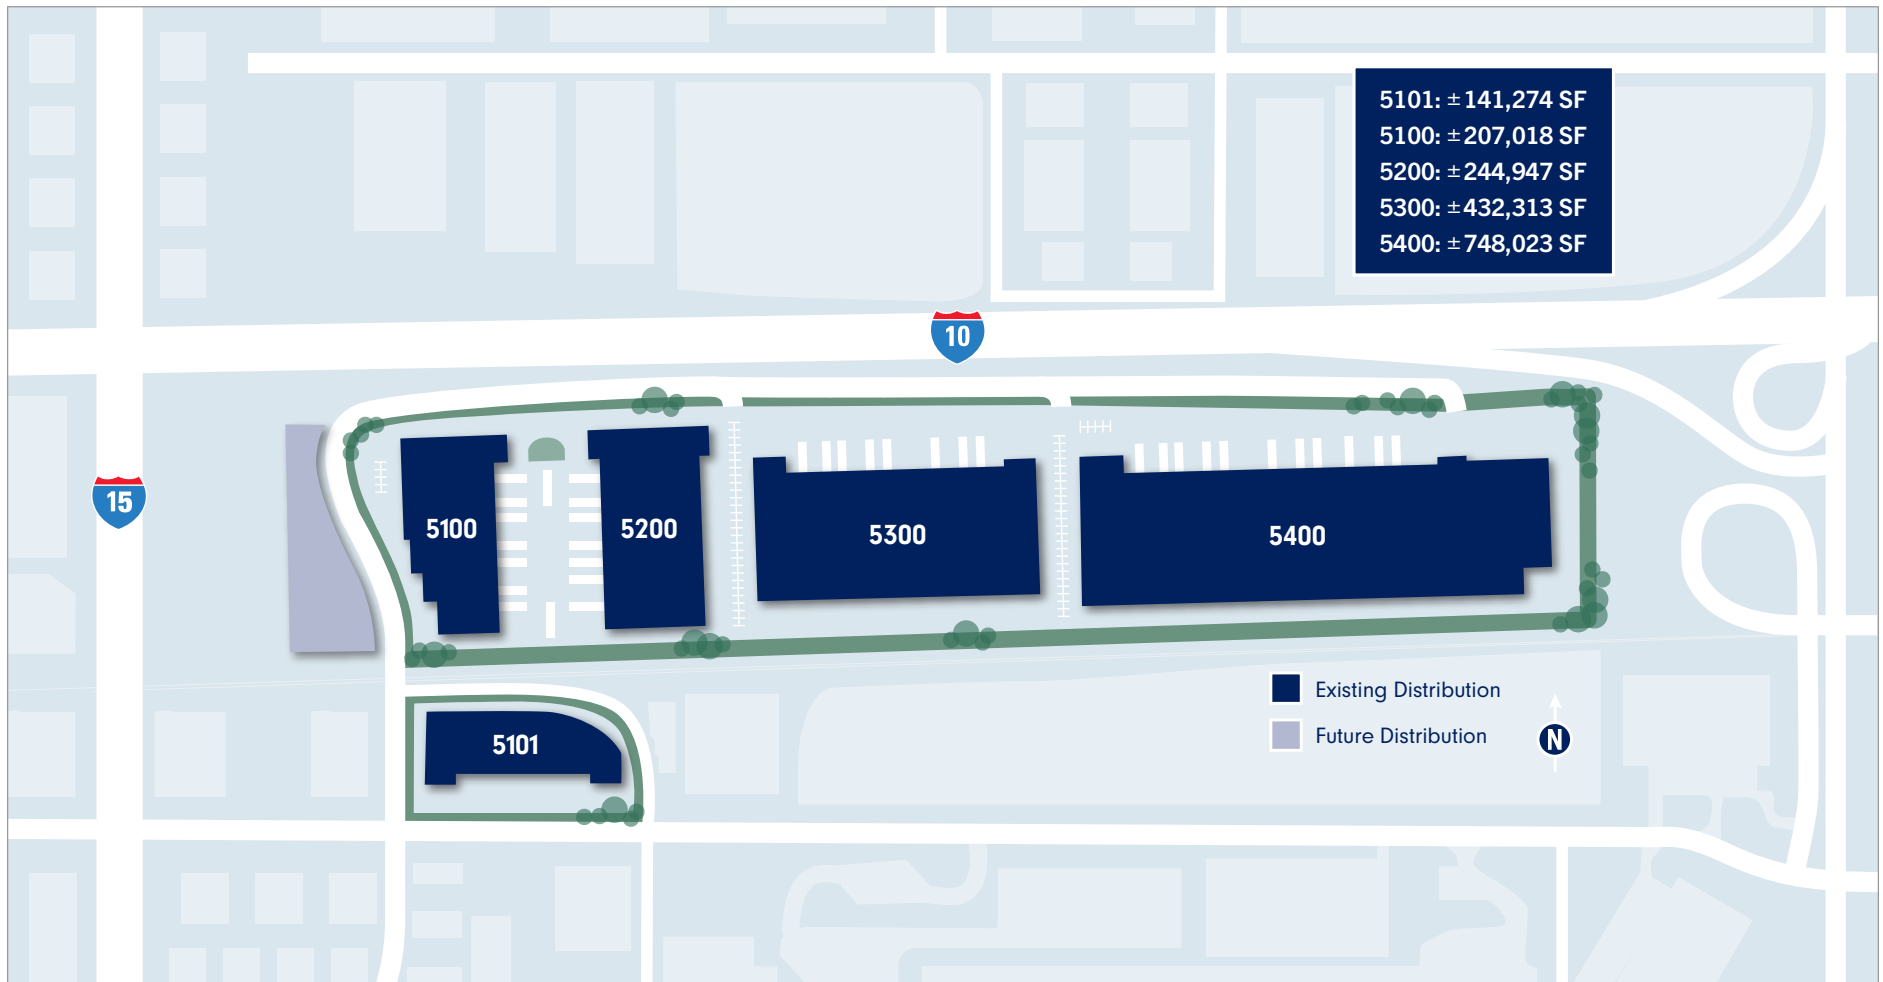 5101: ±141,274 SF
5100: ±207,018 SF
5200: ±244,947 SF
5300: ±432,313 SF
5400: ±748,023 SF
10
15
5100
5200
5300
5400
Existing Distribution
Future Distribution
N
5101